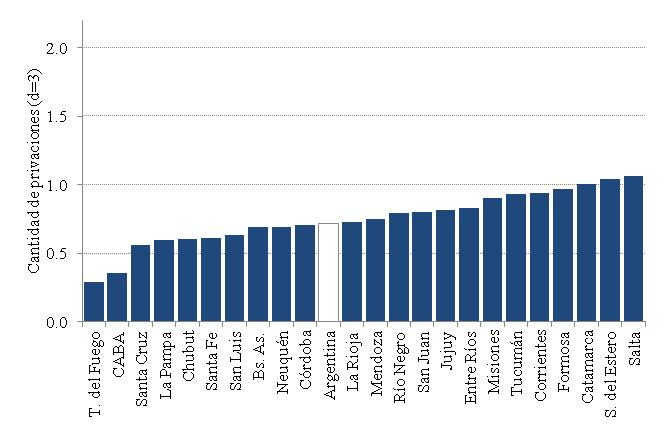 Cantidad de privaciones (d=3)
2.0
1.5
1.0
0.5
0.0
T. del Fuego
CABA
Santa Cruz
La Pampa
Chubut
Santa Fe
San Luis
Bs. As.
Neuquén
Córdoba
Argentina
La Rioja
Mendoza
Río Negro
San Juan
Jujuy
Entre Ríos
Misiones
Tucumán
Corrientes
Formosa
Catamarca
S. del Estero
Salta